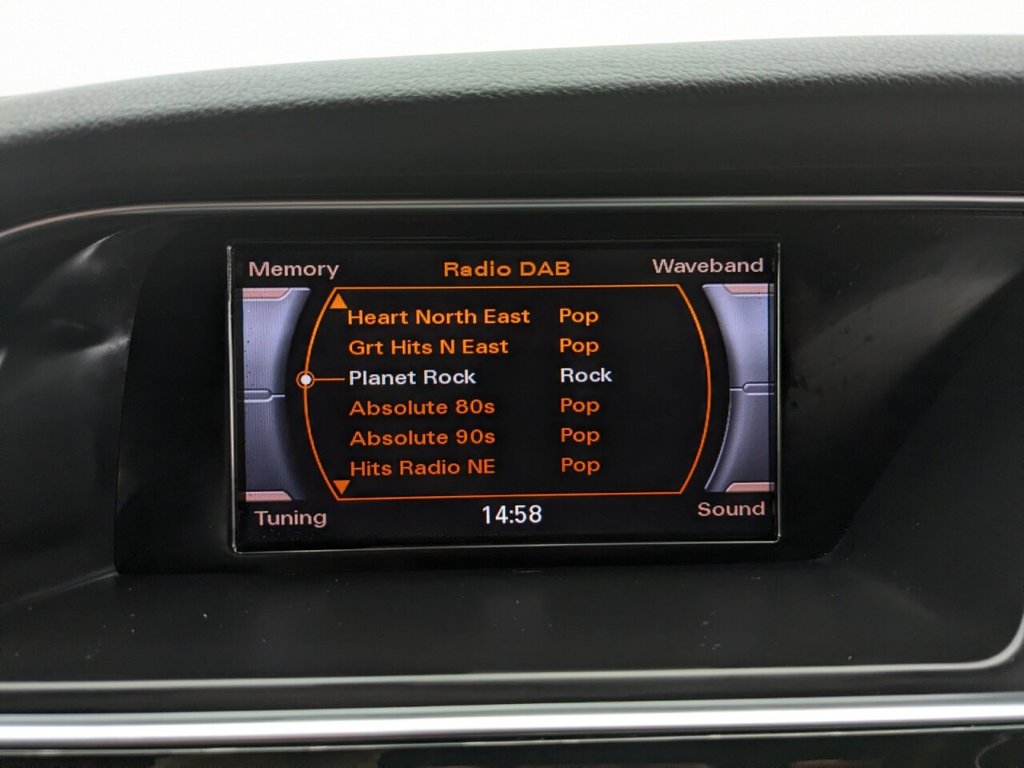 Memory Radio DAB Waveband
Heart North East Pop
Grt Hits N East Pop
Planet Rock Rock
Absolute 80s Pop
Absolute 90s Pop
Hits Radio NE Pop
Tuning 14:58 Sound